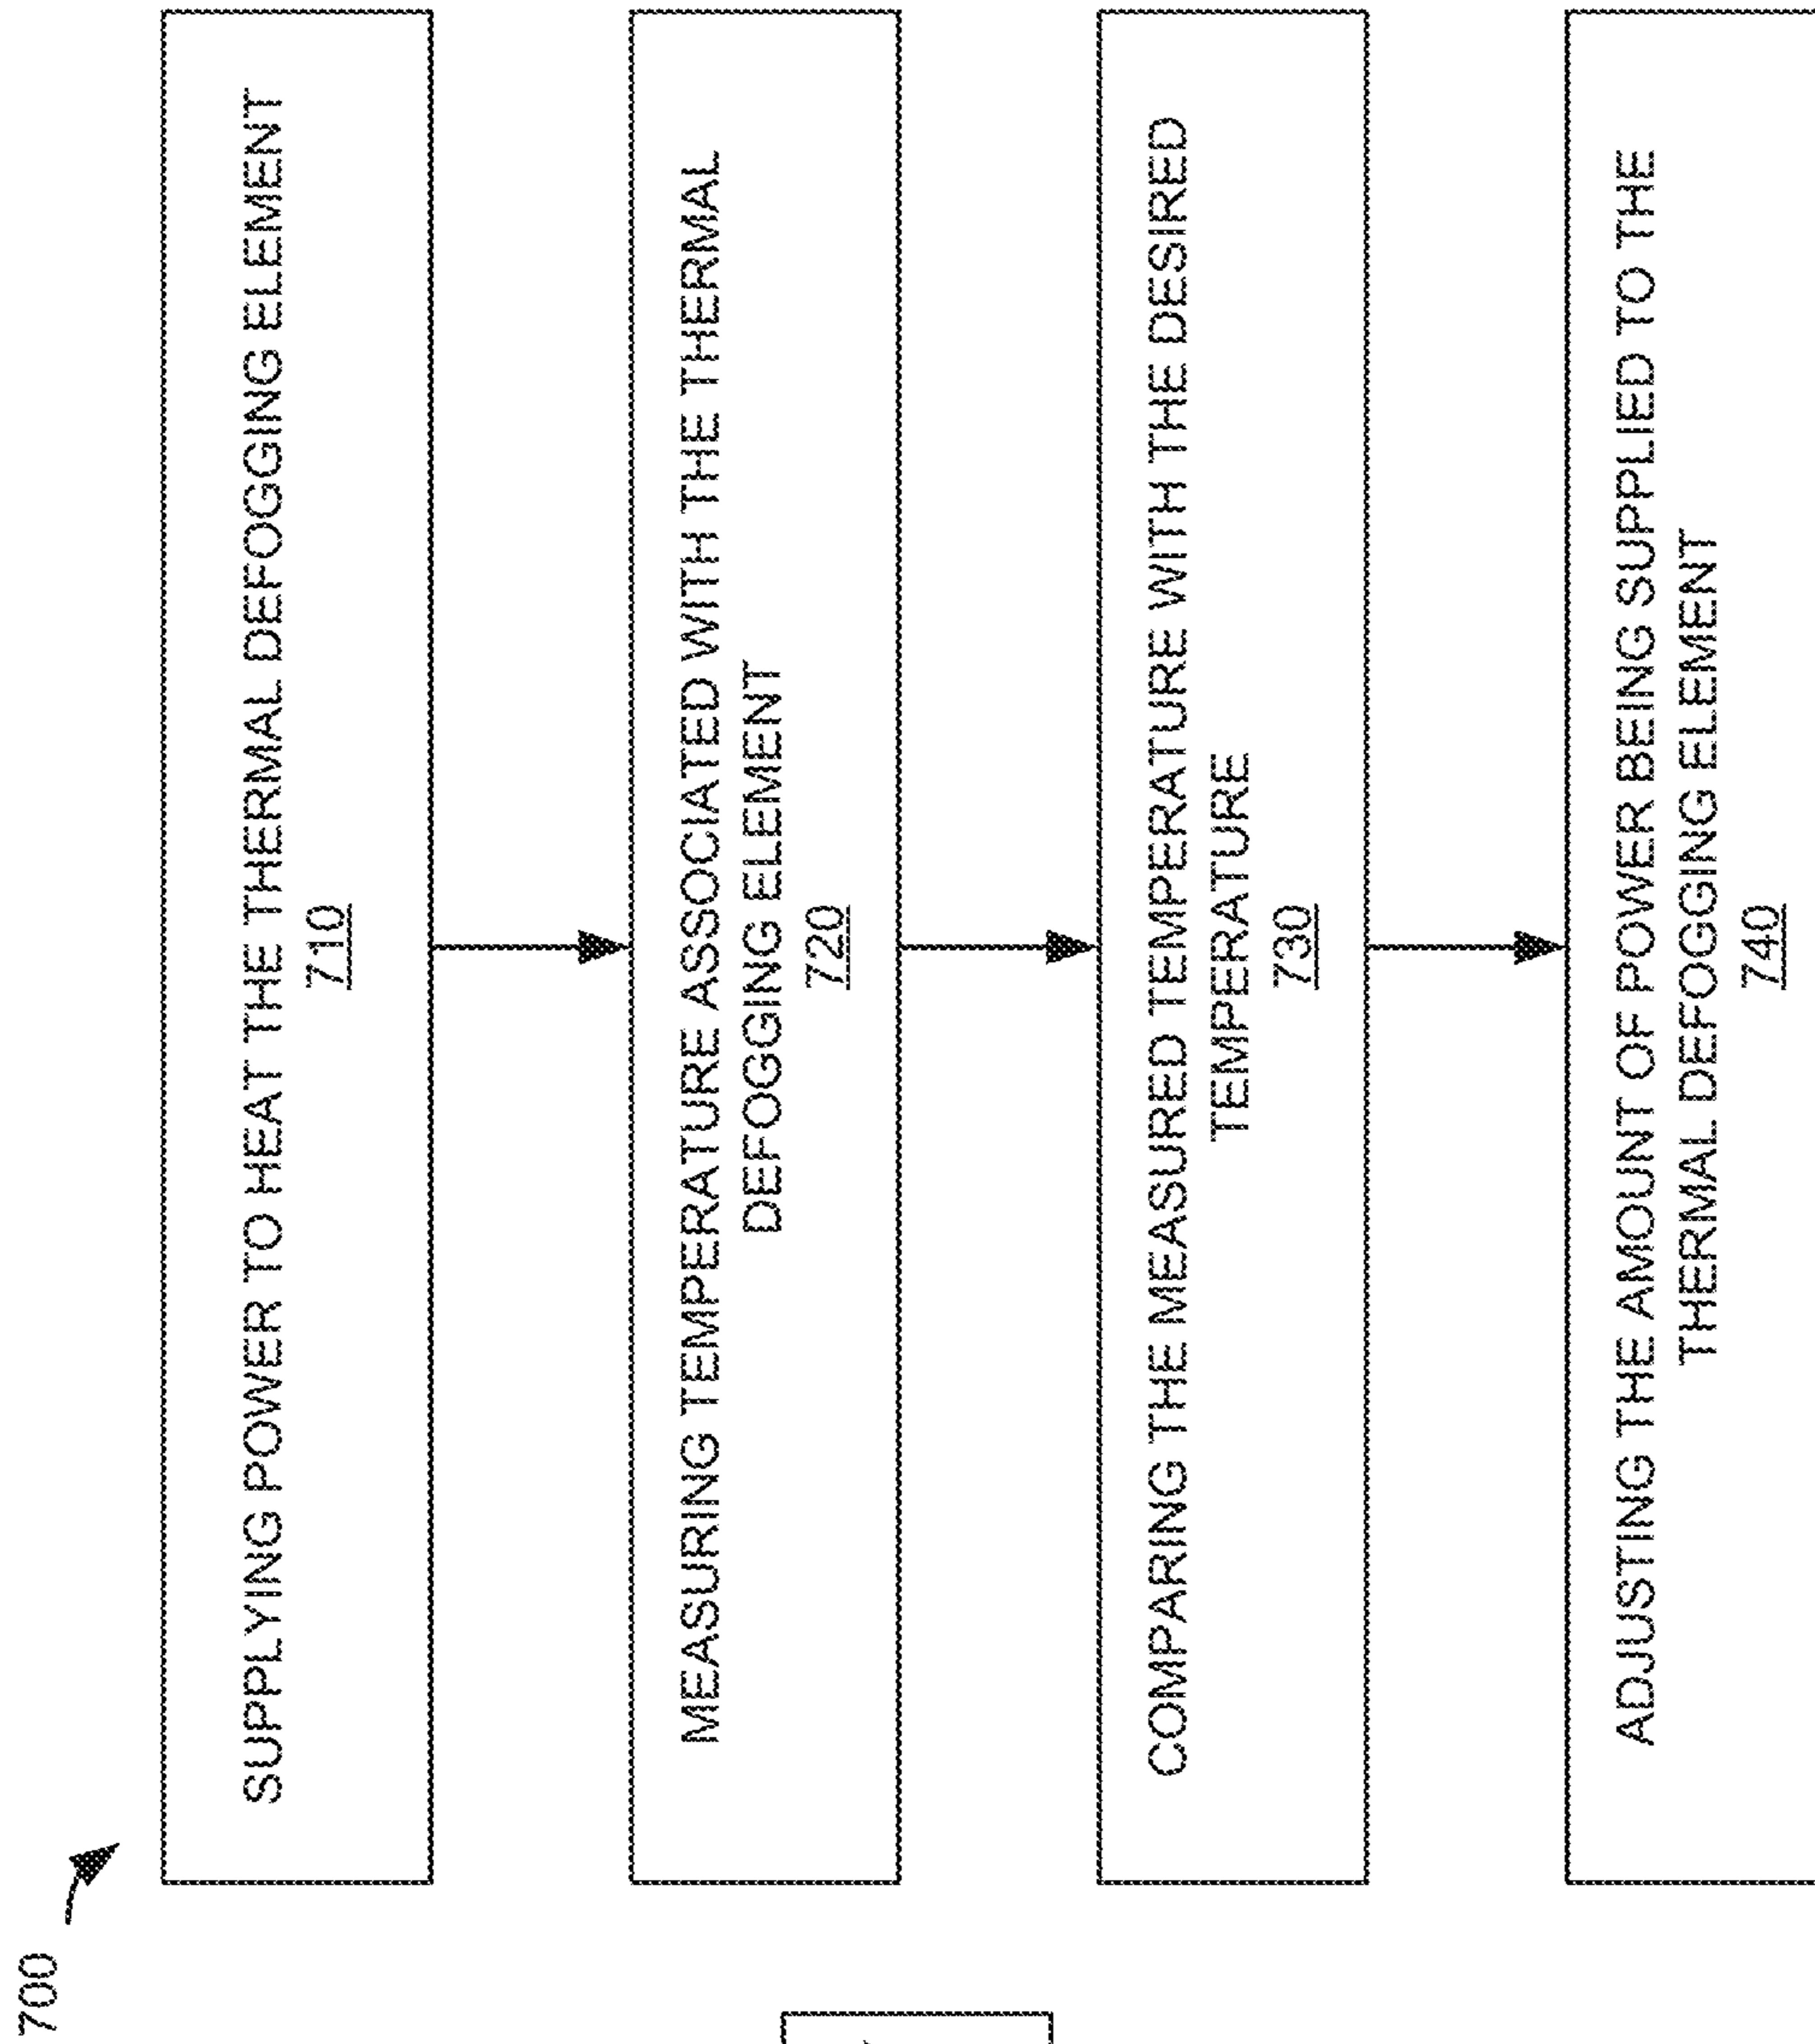 700
SUPPLYING POWER TO HEAT THE THERMAL DEFOGGING ELEMENT
710
MEASURING TEMPERATURE ASSOCIATED WITH THE THERMAL
DEFOGGING ELEMENT
720
COMPARING THE MEASURED TEMPERATURE WITH THE DESIRED
TEMPERATURE
730
ADJUSTING THE AMOUNT OF POWER BEING SUPPLIED TO THE
THERMAL DEFOGGING ELEMENT
740